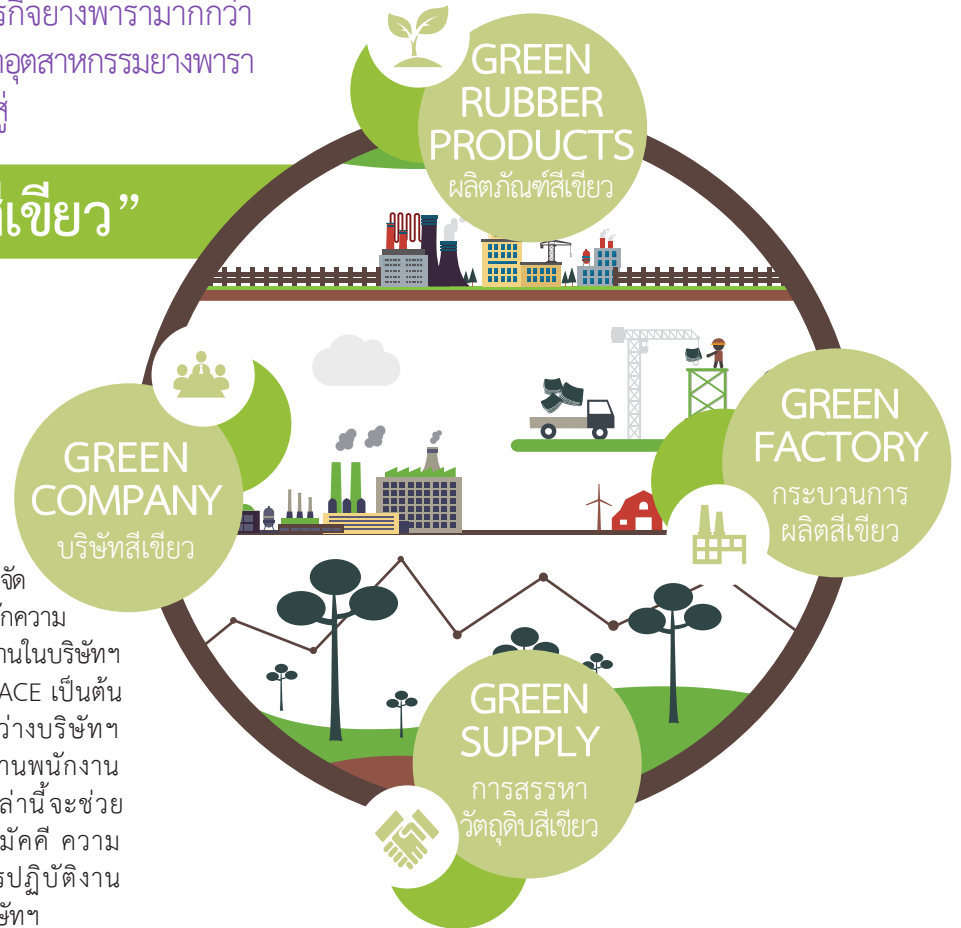 รกิจยางพารามากกว่า
าอุตสาหกรรมยางพารา
สู่
สีเขียว”
GREEN
RUBBER
PRODUCTS
ผลิตภัณฑ์สีเขียว
GREEN
FACTORY
กระบวนการ
ผลิตสีเขียว
GREEN
COMPANY
บริษัทสีเขียว
GREEN
SUPPLY
การสรรหา
วัตถุดิบสีเขียว
จัด
ักความ
านในบริษัทฯ
ACE เป็นต้น
ว่างบริษัทฯ
านพนักงาน
ล่านี้จะช่วย
มัคคี ความ
รปฏิบัติงาน
ษัทฯ